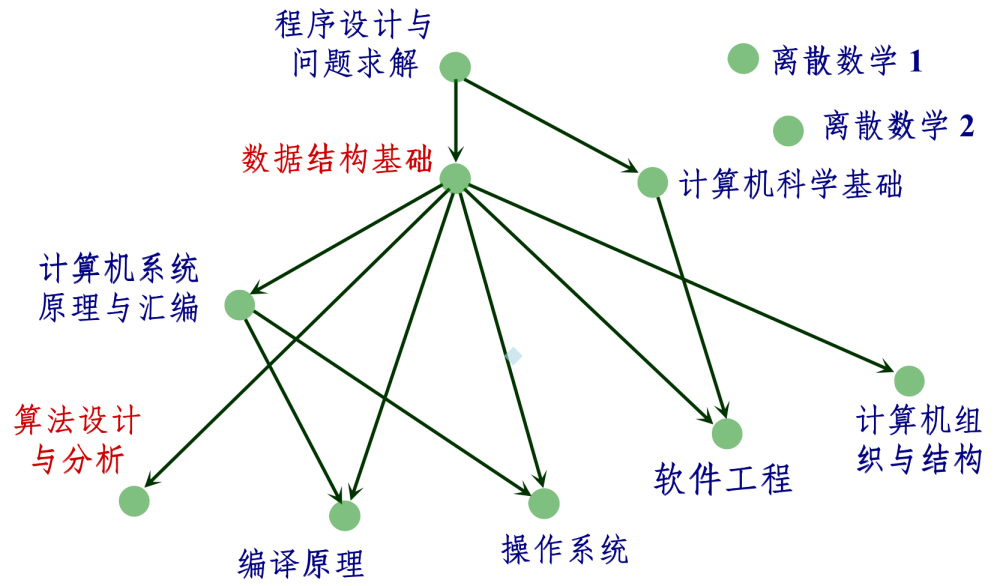 程序设计与
问题求解
离散数学 1
离散数学 2
数据结构基础
计算机科学基础
计算机系统
原理与汇编
算法设计
与分析
计算机组
织与结构
软件工程
操作系统
编译原理